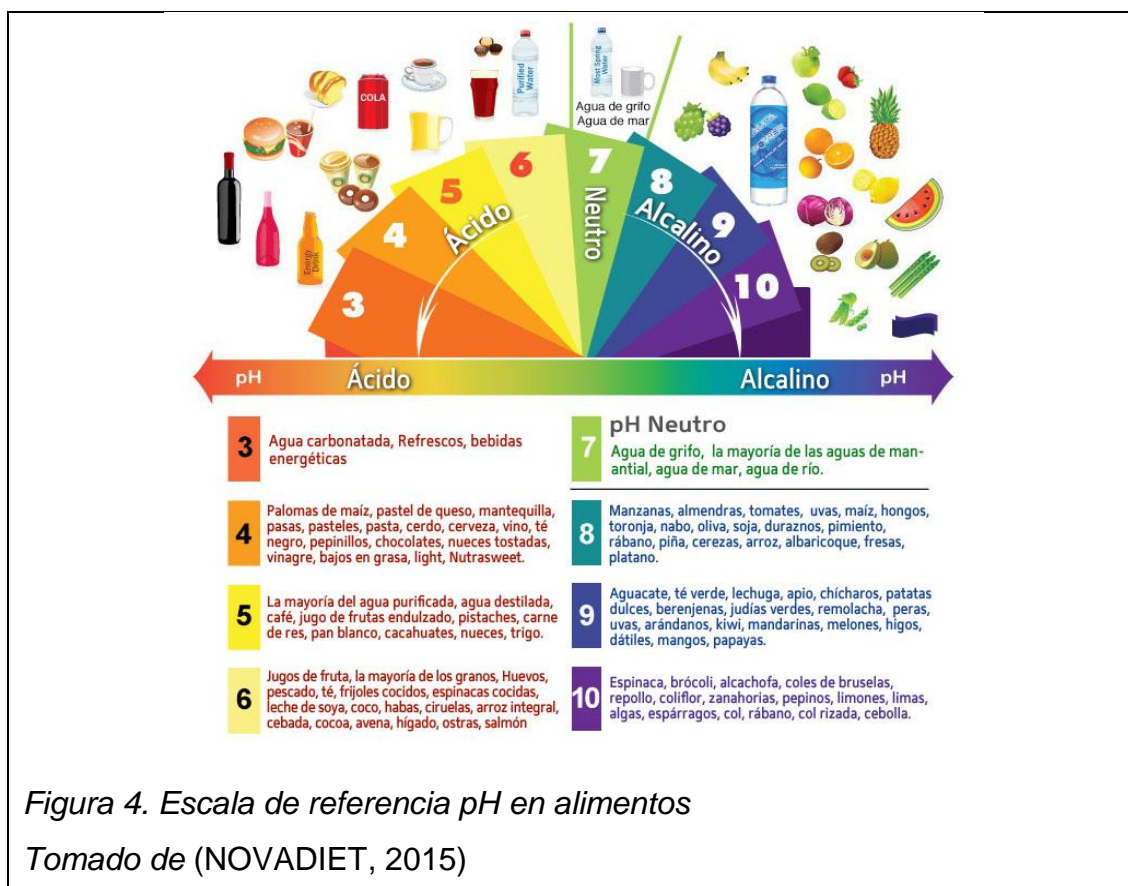 Purified
Water
Most Spring
Water
COLA
Agua de grifo
Agua de mar
Energy
Drink
3
4
5
6
7
8
9
10
Ácido
Neutro
Alcalino
pH
Ácido
Alcalino
pH
3
Agua carbonatada, Refrescos, bebidas
energéticas
4
Palomas de maíz, pastel de queso, mantequilla,
pasas, pasteles, pasta, cerdo, cerveza, vino, té
negro, pepinillos, chocolates, nueces tostadas,
vinagre, bajos en grasa, light, Nutrasweet.
5
La mayoría del agua purificada, agua destilada,
café, jugo de frutas endulzado, pistaches, carne
de res, pan blanco, cacahuates, nueces, trigo.
6
Jugos de fruta, la mayoría de los granos, Huevos,
pescado, té, frijoles cocidos, espinacas cocidas,
leche de soya, coco, habas, ciruelas, arroz integral,
cebada, cocoa, avena, hígado, ostras, salmón
7
pH Neutro
Agua de grifo, la mayoría de las aguas de man-
antial, agua de mar, agua de río.
8
Manzanas, almendras, tomates, uvas, maíz, hongos,
toronja, nabo, oliva, soja, duraznos, pimiento,
rábano, piña, cerezas, arroz, albaricoque, fresas,
platano.
9
Aguacate, té verde, lechuga, apio, chícharos, patatas
dulces, berenjenas, judías verdes, remolacha, peras,
uvas, arándanos, kiwi, mandarinas, melones, higos,
dátiles, mangos, papayas.
10
Espinaca, brócoli, alcachofa, coles de bruselas,
repollo, coliflor, zanahorias, pepinos, limones, limas,
algas, espárragos, col, rábano, col rizada, cebolla.
Figura 4. Escala de referencia pH en alimentos
Tomado de (NOVADIET, 2015)